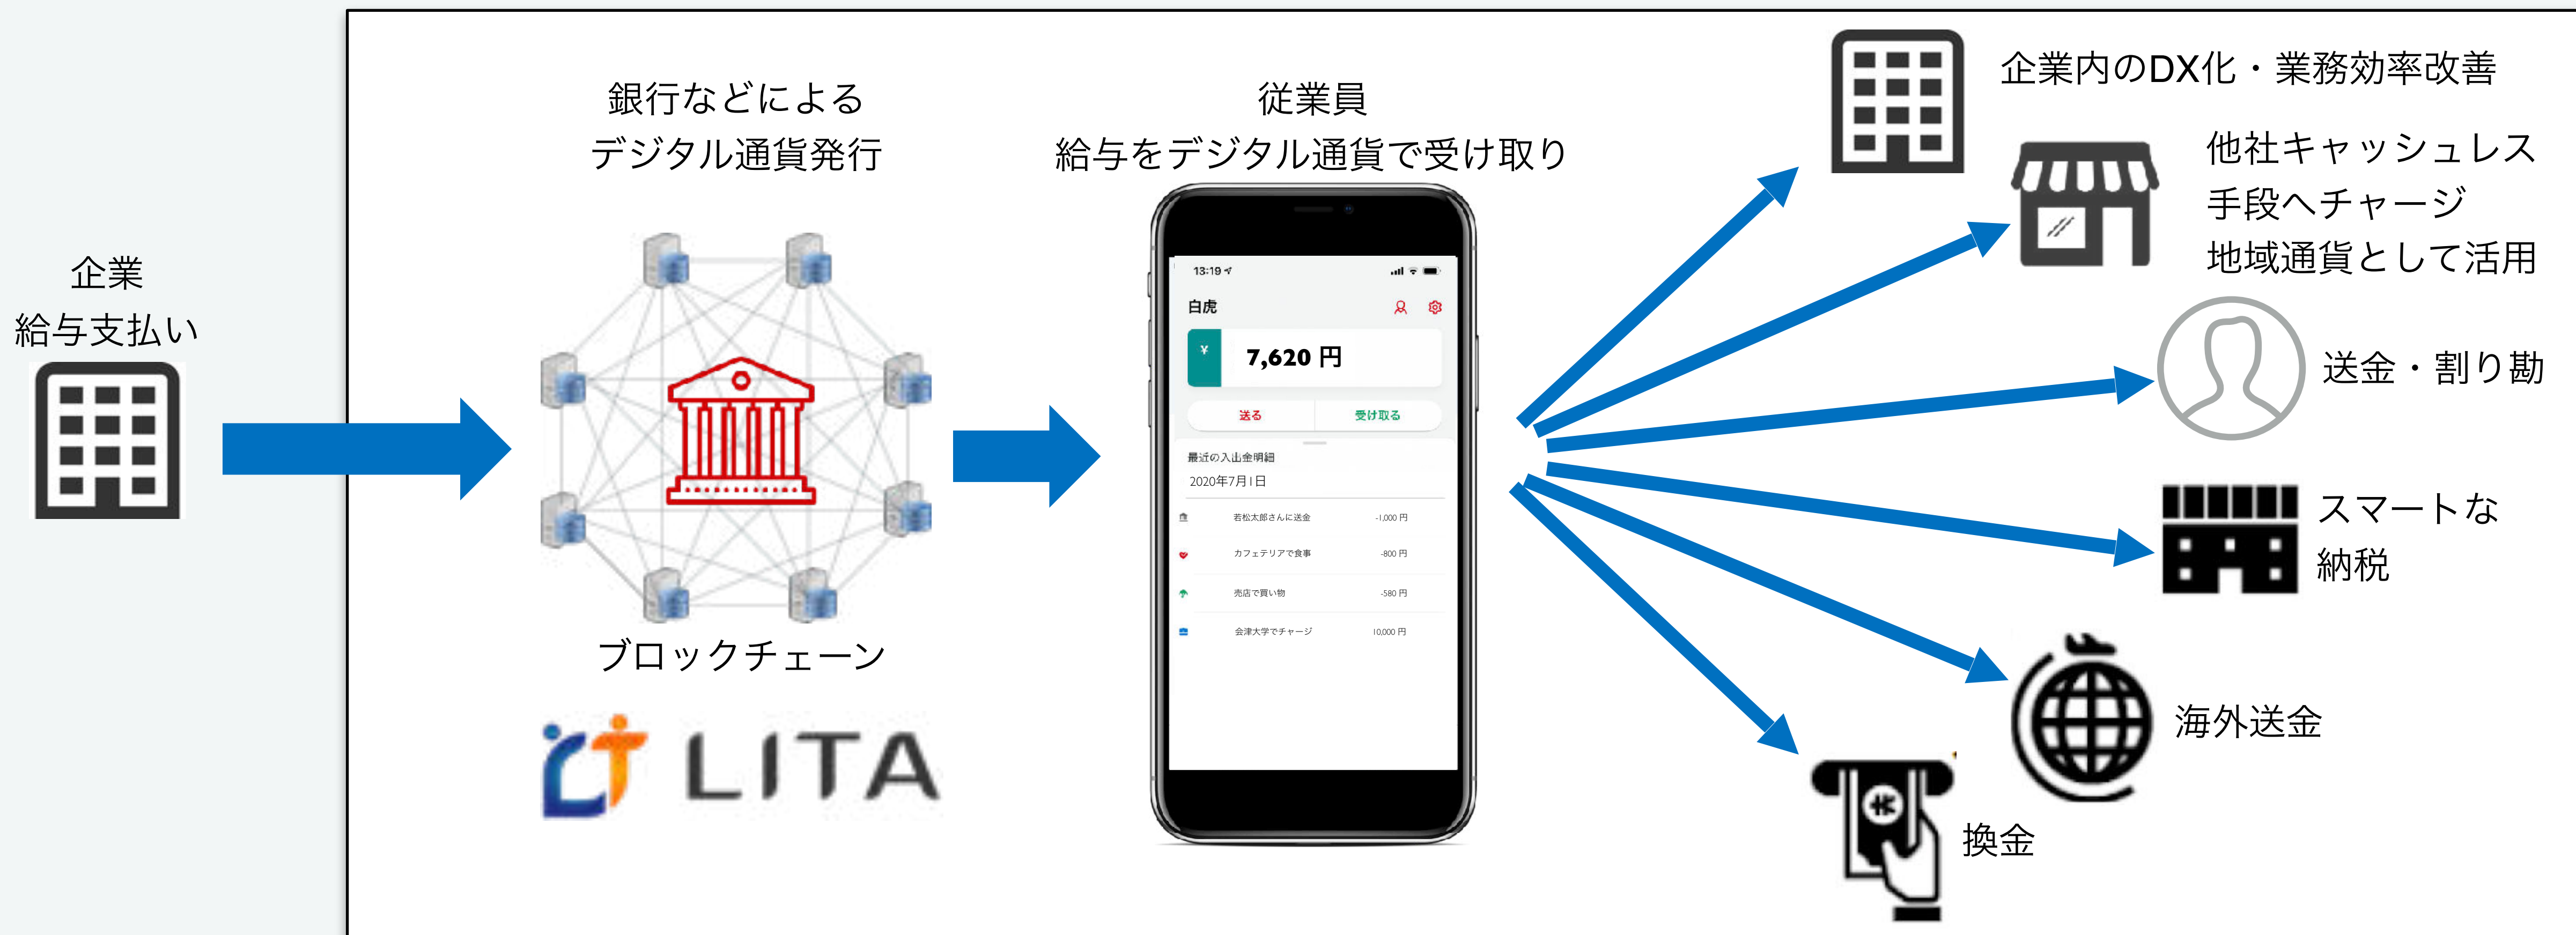 企業
給与支払い
銀行などによる
デジタル通貨発行
ブロックチェーン
LITA
従業員
給与をデジタル通貨で受け取り
13:19
白虎
¥
7,620 円
送る
受け取る
最近の入出金明細
2020年7月1日
若松太郎さんに送金 -1,000 円
カフェテリアで食事 -800 円
売店で買い物 -580 円
会津大学でチャージ 10,000 円
企業内のDX化・業務効率改善
他社キャッシュレス
手段へチャージ
地域通貨として活用
送金・割り勘
スマートな
納税
海外送金
換金